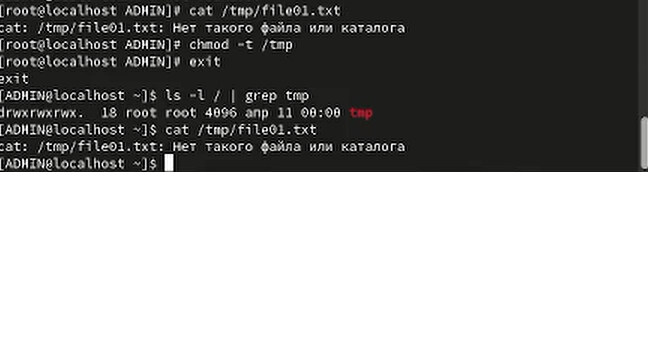 [root@localhost ADMIN]# cat /tmp/file01.txt
cat: /tmp/file01.txt: Нет такого файла или каталога
[root@localhost ADMIN]# chmod -t /tmp
[root@localhost ADMIN]# exit
exit
[ADMIN@localhost ~]$ ls -l / | grep tmp
drwxrwxrwx.  18 root root 4096 апр 11 00:00 tmp
[ADMIN@localhost ~]$ cat /tmp/file01.txt
cat: /tmp/file01.txt: Нет такого файла или каталога
[ADMIN@localhost ~]$